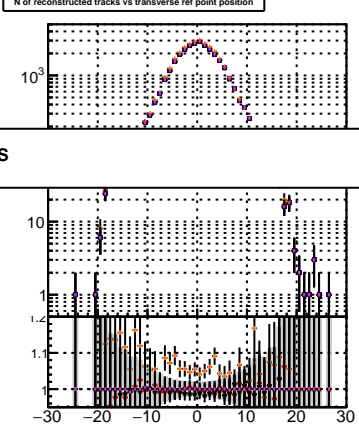 N of reconstructed tracks vs transverse ref point position
10³
s
10
1
1.2
1.1
1
−30 −20 −10 0 10 20 30